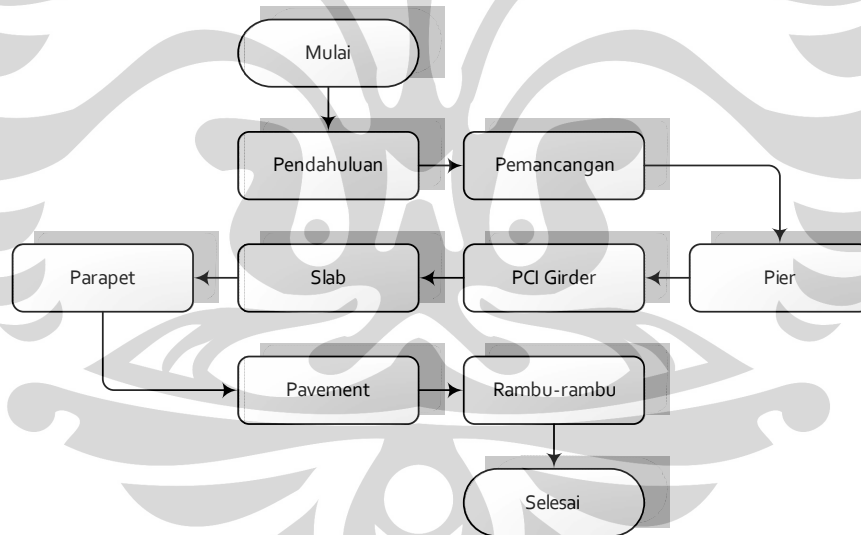 Mulai
Pendahuluan
Pemancangan
Pier
PCI Girder
Slab
Parapet
Pavement
Rambu-rambu
Selesai